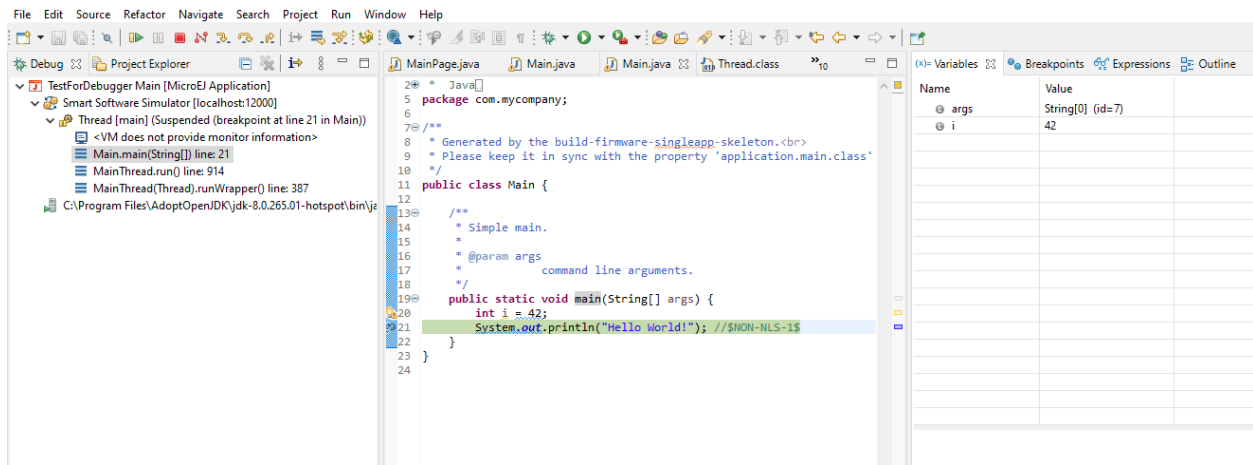 File Edit Source Refactor Navigate Search Project Run Window Help
Debug Project Explorer
TestForDebugger Main [MicroEJ Application]
Smart Software Simulator [localhost:12000]
Thread [main] (Suspended (breakpoint at line 21 in Main))
<VM does not provide monitor information>
Main.main(String[]) line: 21
MainThread.run() line: 914
MainThread(Thread).runWrapper() line: 387
C:\Program Files\AdoptOpenJDK\jdk-8.0.265.01-hotspot\bin\ja
MainPage.java Main.java Main.java Thread.class »10
2 * Java
5 package com.mycompany;
6
7 /**
8 * Generated by the build-firmware-singleapp-skeleton.<br>
9 * Please keep it in sync with the property 'application.main.class'
10 */
11 public class Main {
12
13 /**
14 * Simple main.
15 *
16 * @param args
17 * command line arguments.
18 */
19 public static void main(String[] args) {
20 int i = 42;
21 System.out.println("Hello World!"); //$NON-NLS-1$
22 }
23 }
24
(x)= Variables Breakpoints Expressions Outline
Name Value
args String[0] (id=7)
i 42